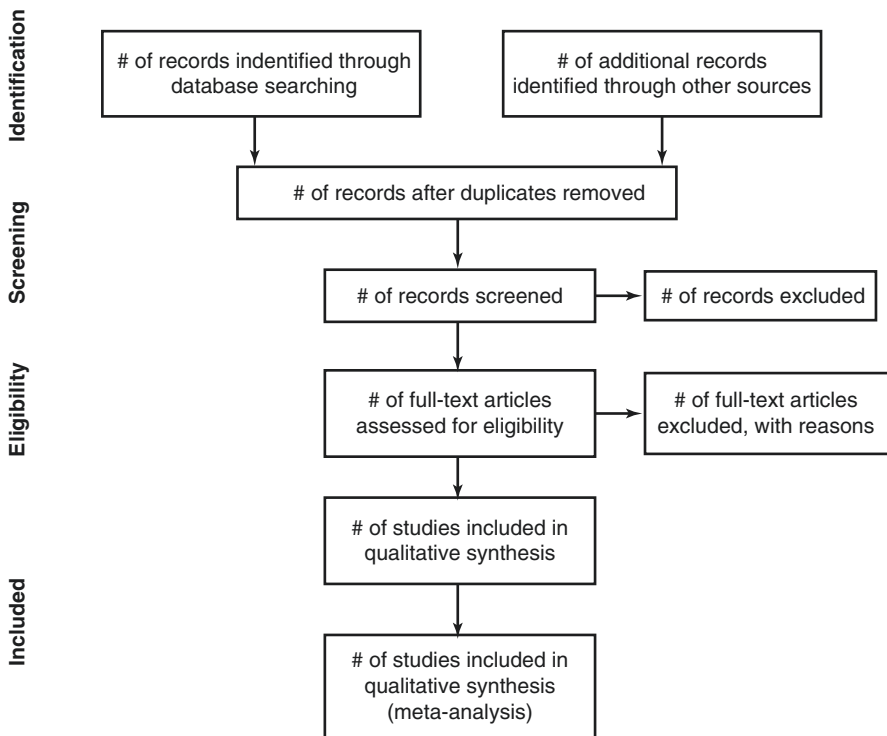 Identification
# of records indentified through
database searching
# of additional records
identified through other sources
# of records after duplicates removed
Screening
# of records screened
# of records excluded
Eligibility
# of full-text articles
assessed for eligibility
# of full-text articles
excluded, with reasons
Included
# of studies included in
qualitative synthesis
# of studies included in
qualitative synthesis
(meta-analysis)